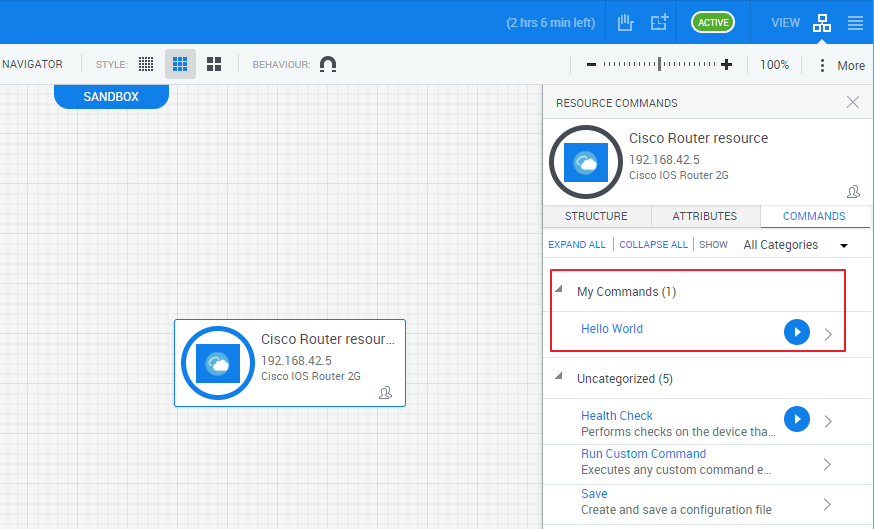 (2 hrs 6 min left)
ACTIVE
VIEW
NAVIGATOR
STYLE:
BEHAVIOUR:
100%
More
SANDBOX
RESOURCE COMMANDS
Cisco Router resource
192.168.42.5
Cisco IOS Router 2G
STRUCTURE
ATTRIBUTES
COMMANDS
EXPAND ALL
COLLAPSE ALL
SHOW
All Categories
My Commands (1)
Hello World
Cisco Router resour...
192.168.42.5
Cisco IOS Router 2G
Uncategorized (5)
Health Check
Performs checks on the device tha...
Run Custom Command
Executes any custom command e...
Save
Create and save a configuration file